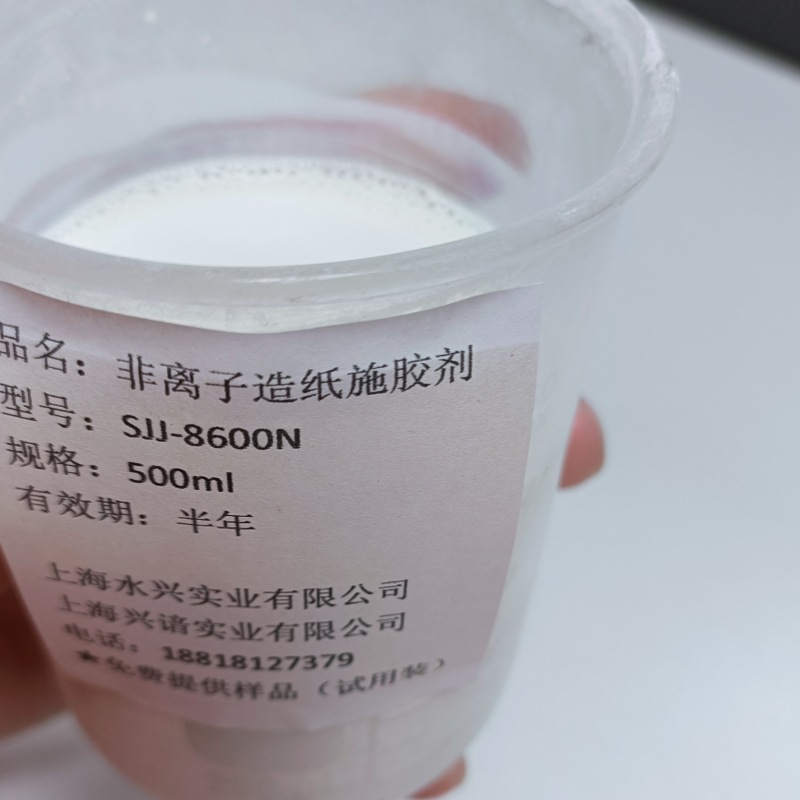 品名：非离子造纸施胶剂
型号：SJJ-8600N
规格：500ml
有效期：半年
上海永兴实业有限公司
上海兴谙实业有限公司
电话：18818127379
★免费提供样品（试用装）